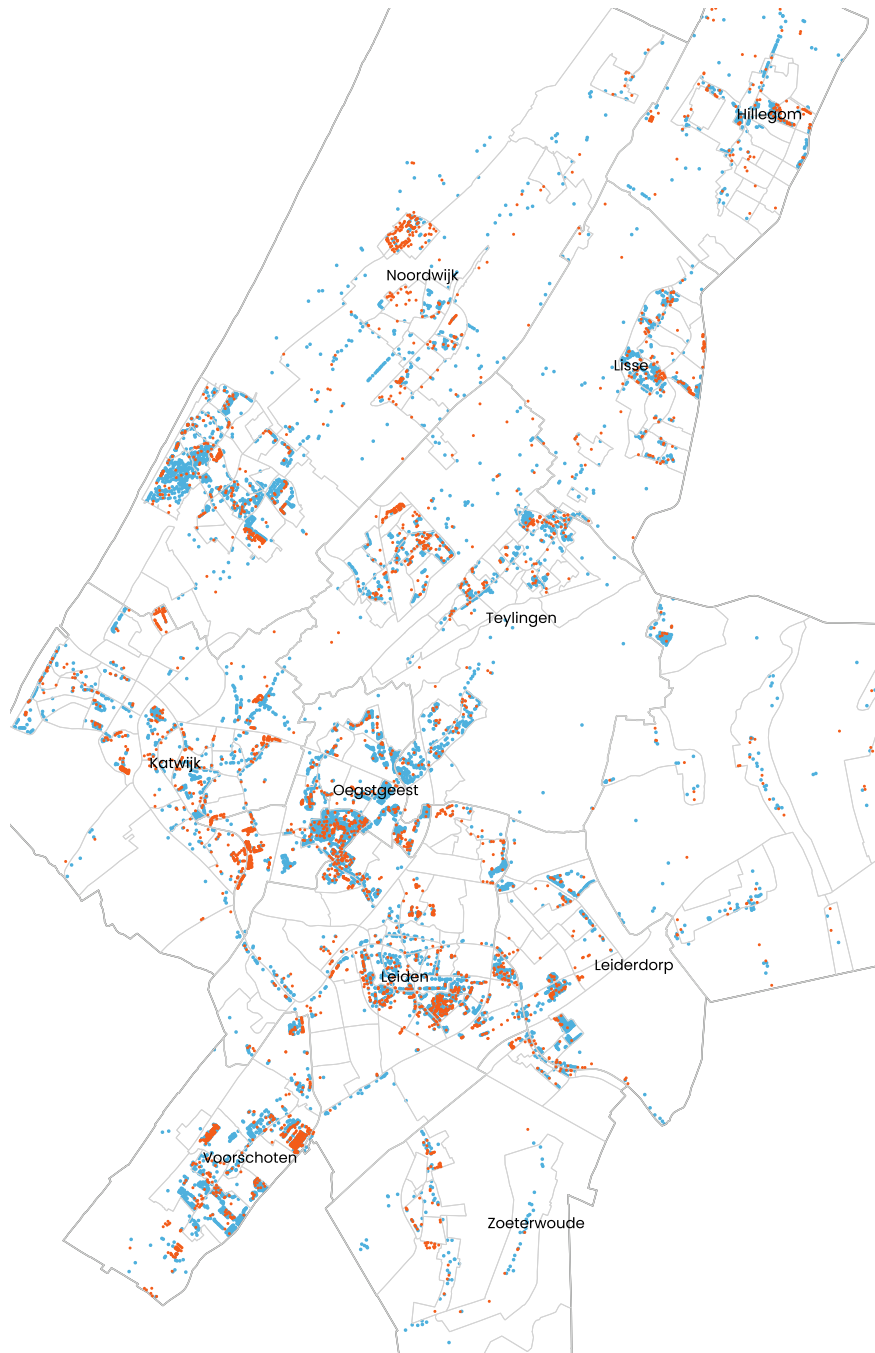 Hillegom
Noordwijk
Lisse
Teylingen
Katwijk
Oegstgeest
Leiderdorp
Leiden
Voorschoten
Zoeterwoude